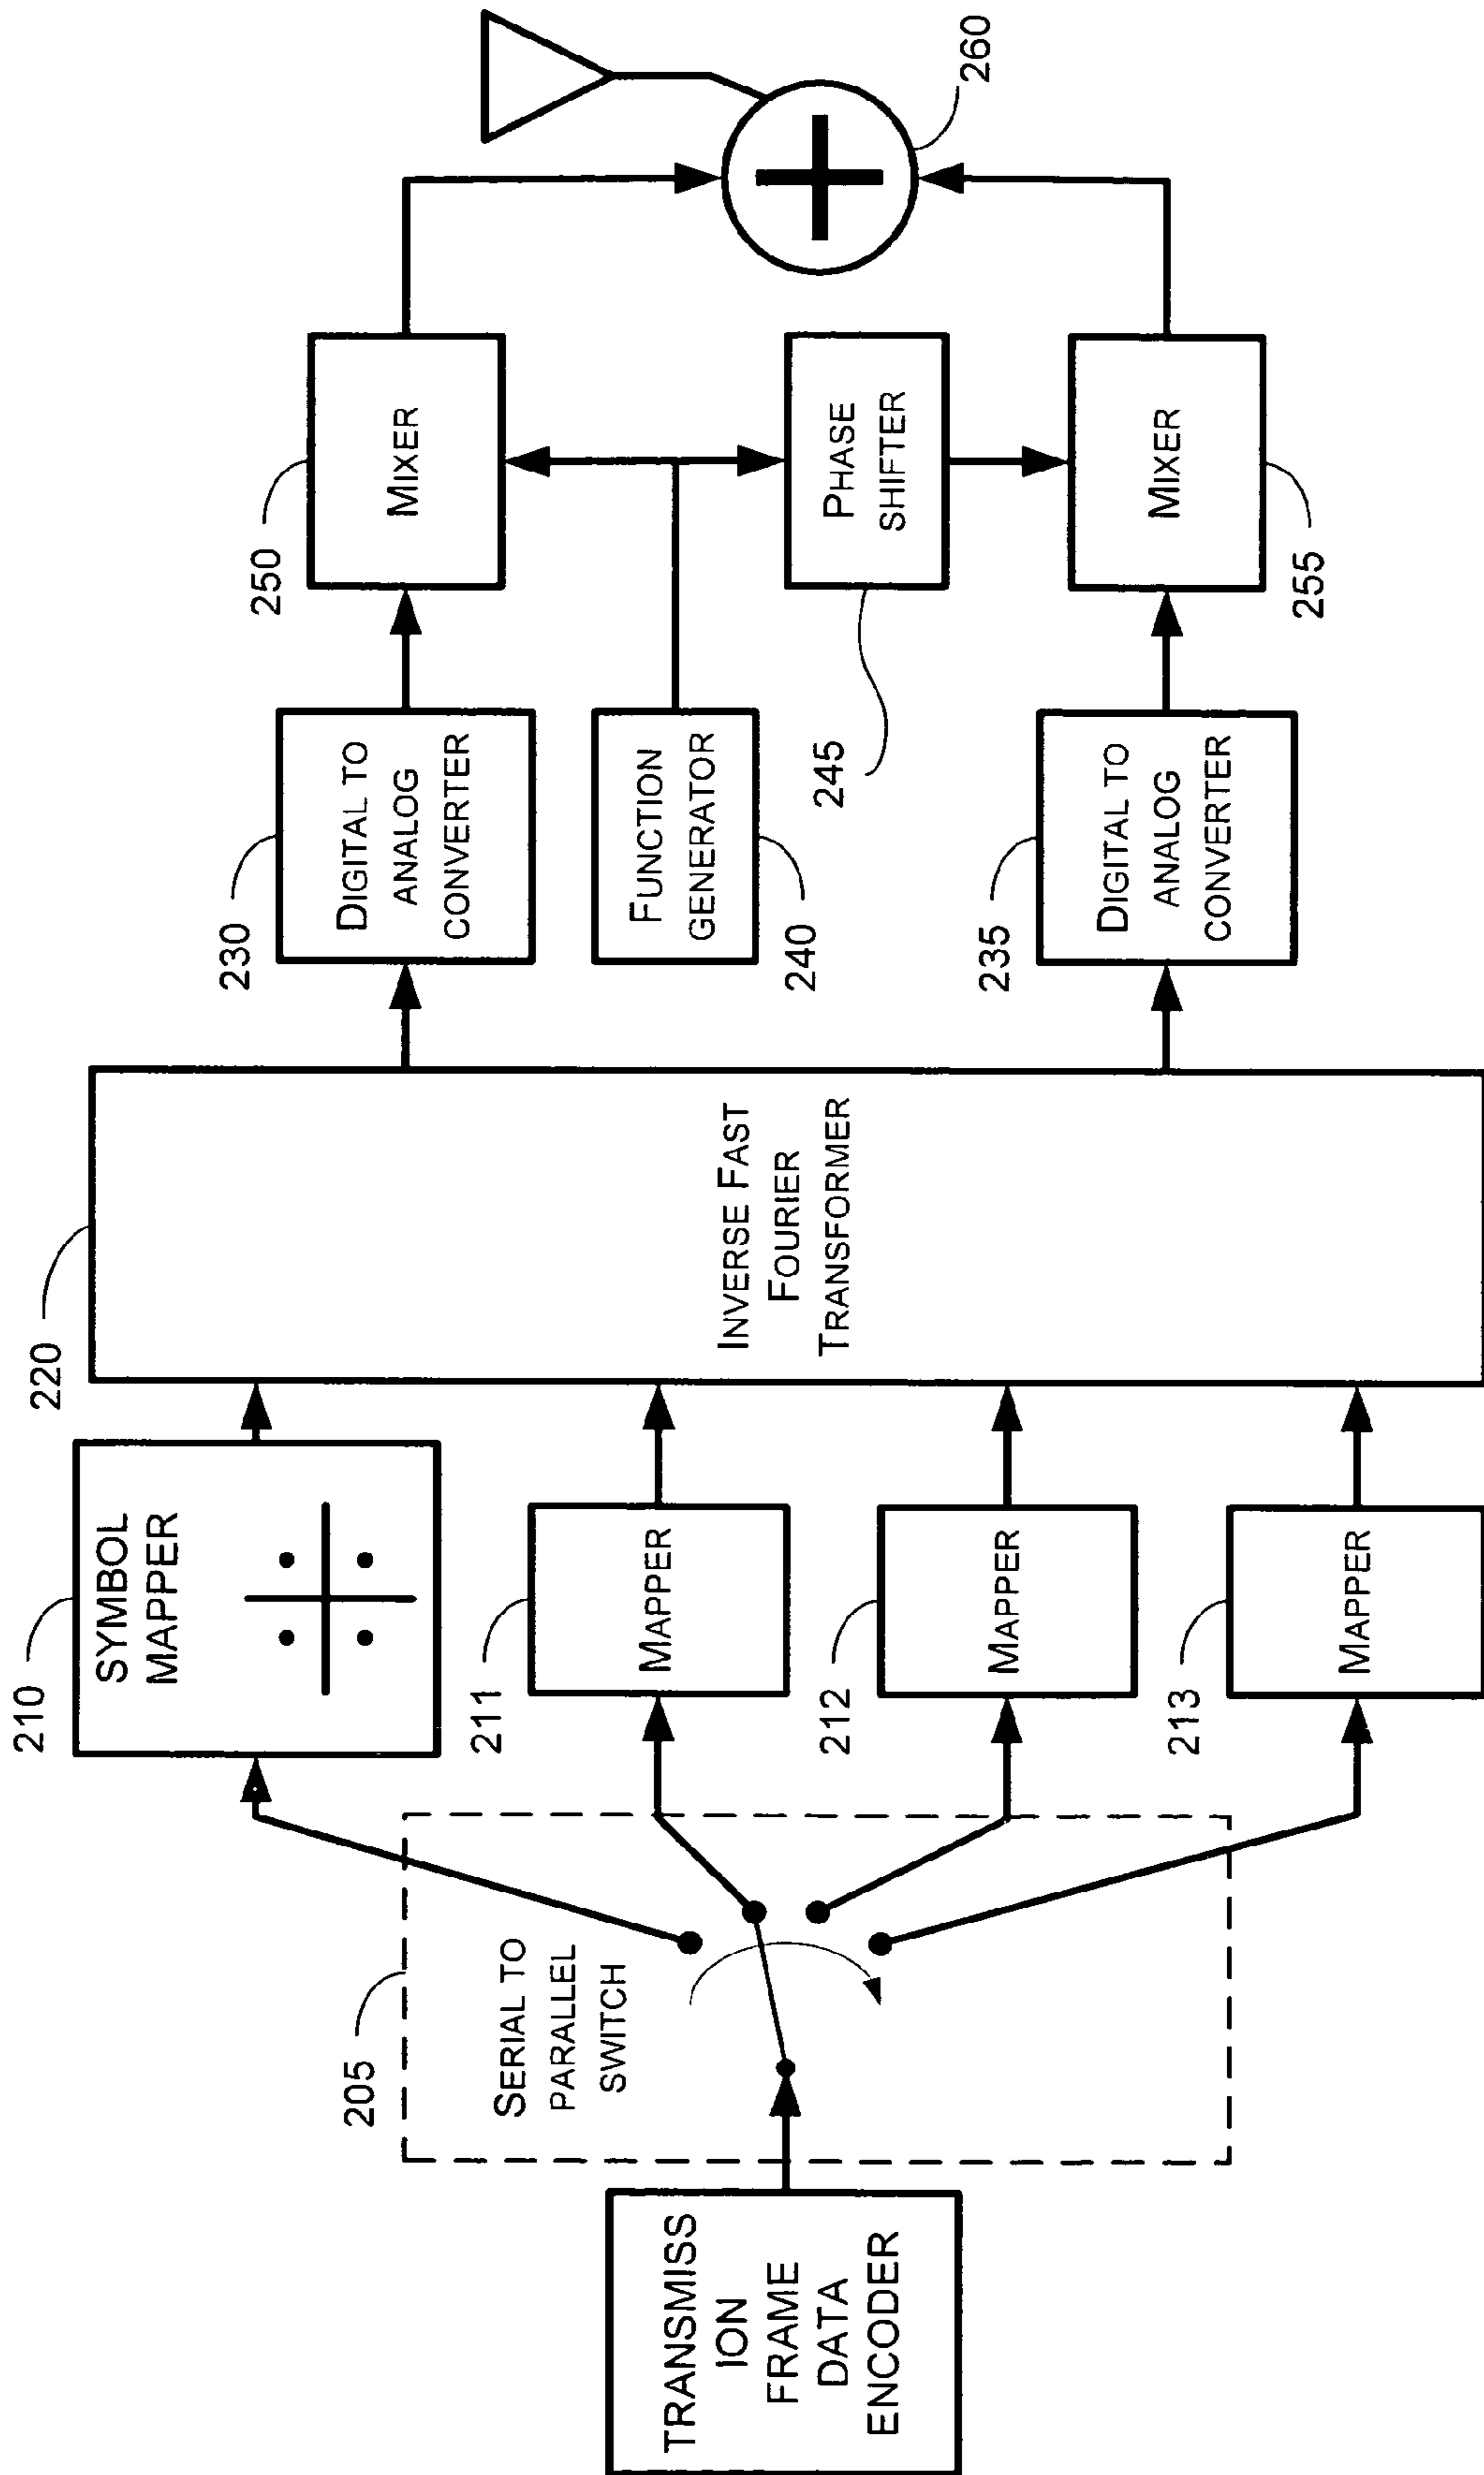 TRANSMISS
ION
FRAME
DATA
ENCODER
205
SERIAL TO
PARALLEL
SWITCH
210
SYMBOL
MAPPER
211
MAPPER
212
MAPPER
213
MAPPER
220
INVERSE FAST
FOURIER
TRANSFORMER
230
DIGITAL TO
ANALOG
CONVERTER
240
FUNCTION
GENERATOR
235
DIGITAL TO
ANALOG
CONVERTER
250
MIXER
245
PHASE
SHIFTER
255
MIXER
260